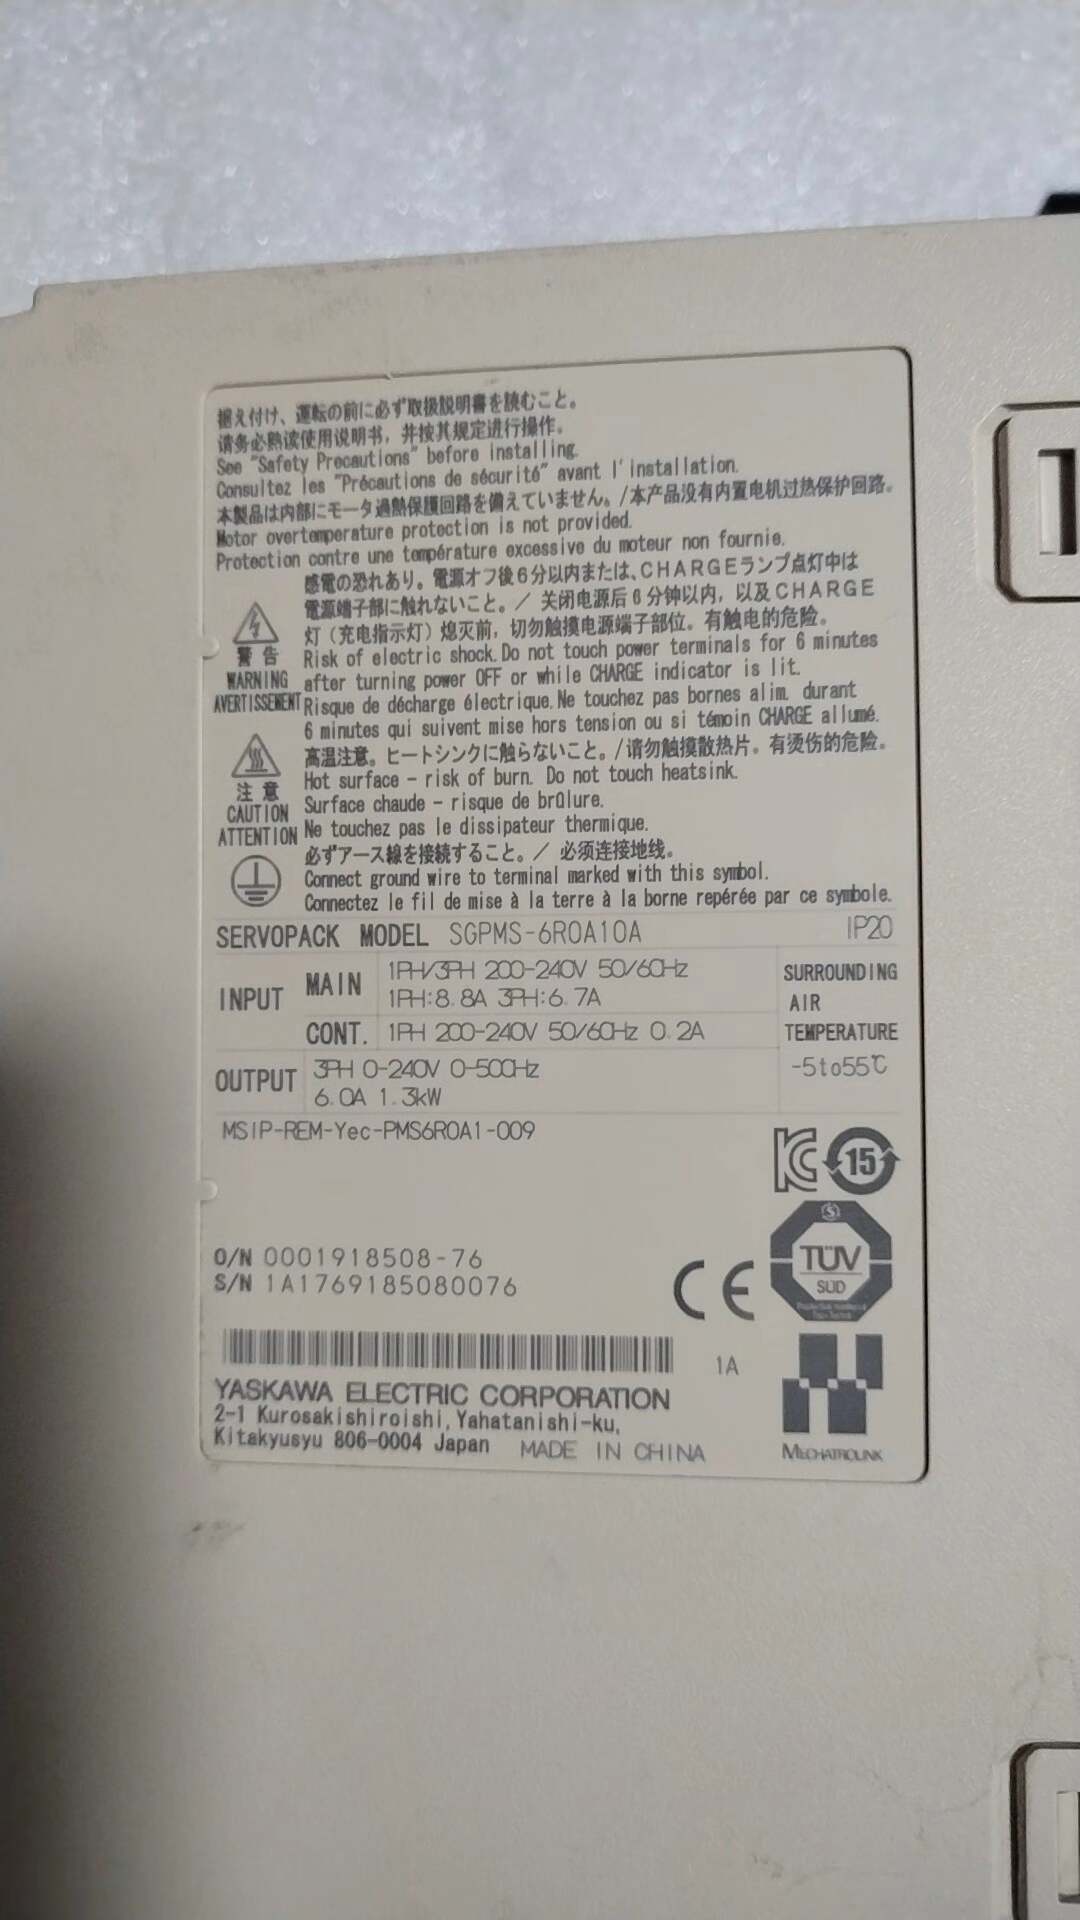 据え付け、運転の前に必ず取扱説明書を読むこと。
请务必熟读使用说明书，并按其规定进行操作。
See "Safety Precautions" before installing.
Consultez les "Précautions de sécurité" avant l'installation.
本製品は内部にモータ過熱保護回路を備えていません。/本产品没有内置电机过热保护回路。
Motor overtemperature protection is not provided.
Protection contre une température excessive du moteur non fournie.
感電の恐れあり。電源オフ後6分以内または、CHARGEランプ点灯中は
電源端子部に触れないこと。/ 关闭电源后6分钟以内，以及CHARGE
灯（充电指示灯）熄灭前，切勿触摸电源端子部位。有触电的危险。
警告
WARNING
AVERTISSEMENT
Risk of electric shock. Do not touch power terminals for 6 minutes
after turning power OFF or while CHARGE indicator is lit.
Risque de décharge électrique. Ne touchez pas bornes alim. durant
6 minutes qui suivent mise hors tension ou si témoin CHARGE allumé.
高温注意。ヒートシンクに触らないこと。/请勿触摸散热片。有烫伤的危险。
注意
CAUTION
ATTENTION
Hot surface - risk of burn. Do not touch heatsink.
Surface chaude - risque de brûlure.
Ne touchez pas le dissipateur thermique.
必ずアース線を接続すること。/ 必须连接地线。
Connect ground wire to terminal marked with this symbol.
Connectez le fil de mise à la terre à la borne repérée par ce symbole.
SERVOPACK MODEL SGPMS-6R0A10A IP20
INPUT MAIN 1PH/3PH 200-240V 50/60Hz
1PH:8.8A 3PH:6.7A
CONT. 1PH 200-240V 50/60Hz 0.2A
SURROUNDING
AIR
TEMPERATURE
-5to55℃
OUTPUT 3PH 0-240V 0-500Hz
6.0A 1.3kW
MSIP-REM-Yec-PMS6R0A1-009
15
TÜV
SÜD
O/N 0001918508-76
S/N 1A1769185080076
CE
1A
YASKAWA ELECTRIC CORPORATION
2-1 Kurosakishiroishi, Yahatanishi-ku,
Kitakyusyu 806-0004 Japan MADE IN CHINA
MECHATROLINK